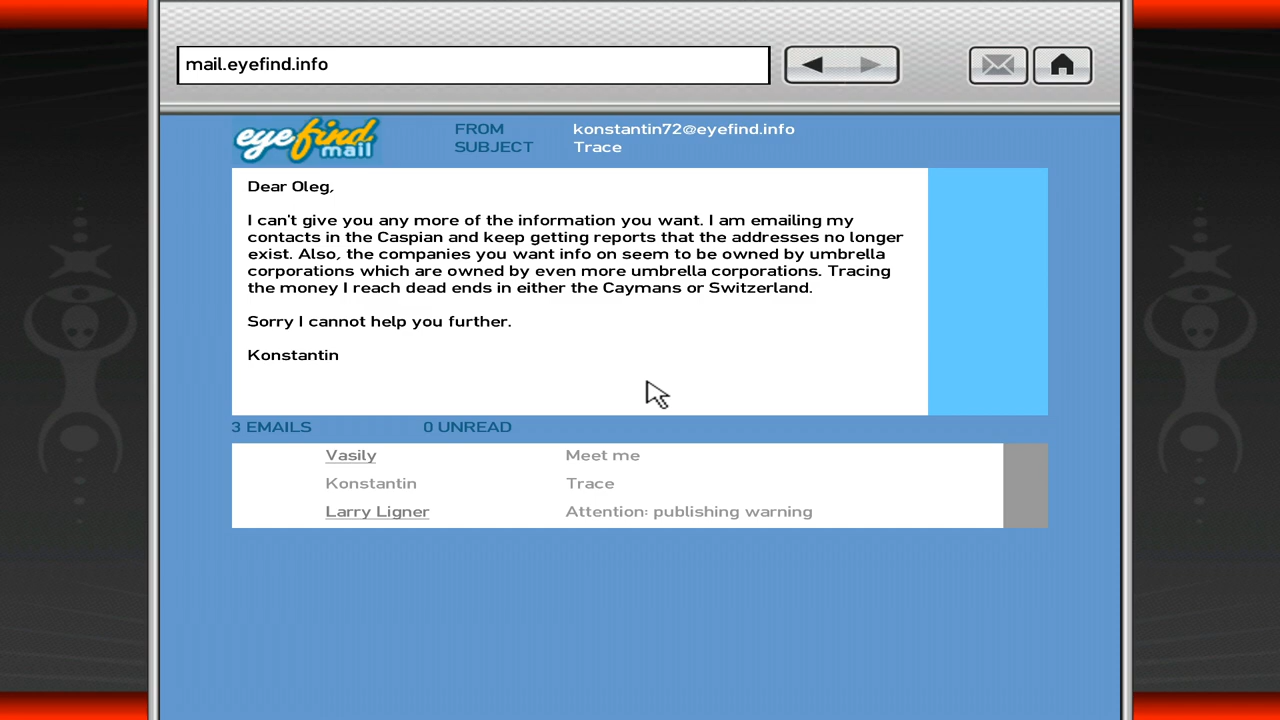 mail.eyefind.info
eyefind
mail
FROM konstantin72@eyefind.info
SUBJECT Trace
Dear Oleg,
I can't give you any more of the information you want. I am emailing my
contacts in the Caspian and keep getting reports that the addresses no longer
exist. Also, the companies you want info on seem to be owned by umbrella
corporations which are owned by even more umbrella corporations. Tracing
the money I reach dead ends in either the Caymans or Switzerland.
Sorry I cannot help you further.
Konstantin
3 EMAILS 0 UNREAD
Vasily Meet me
Konstantin Trace
Larry Ligner Attention: publishing warning